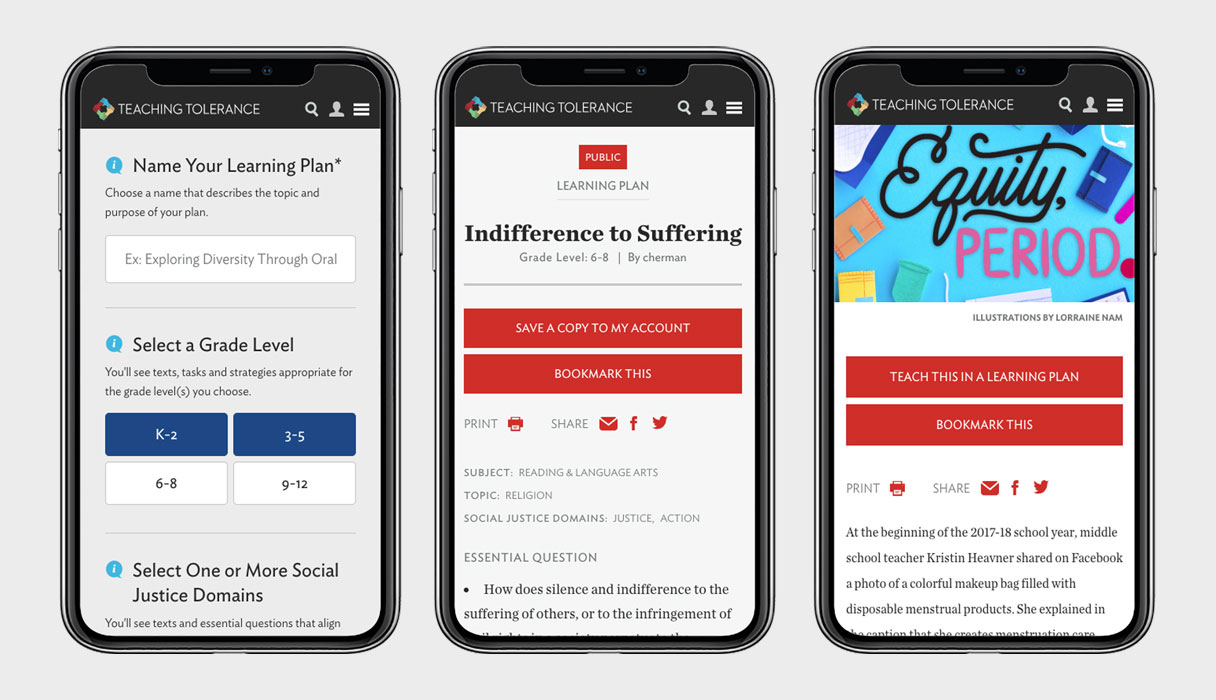 TEACHING TOLERANCE
Name Your Learning Plan*
Choose a name that describes the topic and
purpose of your plan.
Ex: Exploring Diversity Through Oral
Select a Grade Level
You'll see texts, tasks and strategies appropriate for
the grade level(s) you choose.
K-2
3-5
6-8
9-12
Select One or More Social
Justice Domains
You'll see texts and essential questions that align
TEACHING TOLERANCE
PUBLIC
LEARNING PLAN
Indifference to Suffering
Grade Level: 6-8 | By cherman
SAVE A COPY TO MY ACCOUNT
BOOKMARK THIS
PRINT SHARE
SUBJECT: READING & LANGUAGE ARTS
TOPIC: RELIGION
SOCIAL JUSTICE DOMAINS: JUSTICE, ACTION
ESSENTIAL QUESTION
• How does silence and indifference to the
suffering of others, or to the infringement of
TEACHING TOLERANCE
Equity,
PERIOD.
ILLUSTRATIONS BY LORRAINE NAM
TEACH THIS IN A LEARNING PLAN
BOOKMARK THIS
PRINT SHARE
At the beginning of the 2017-18 school year, middle
school teacher Kristin Heavner shared on Facebook
a photo of a colorful makeup bag filled with
disposable menstrual products. She explained in
the caption that she creates menstruation care